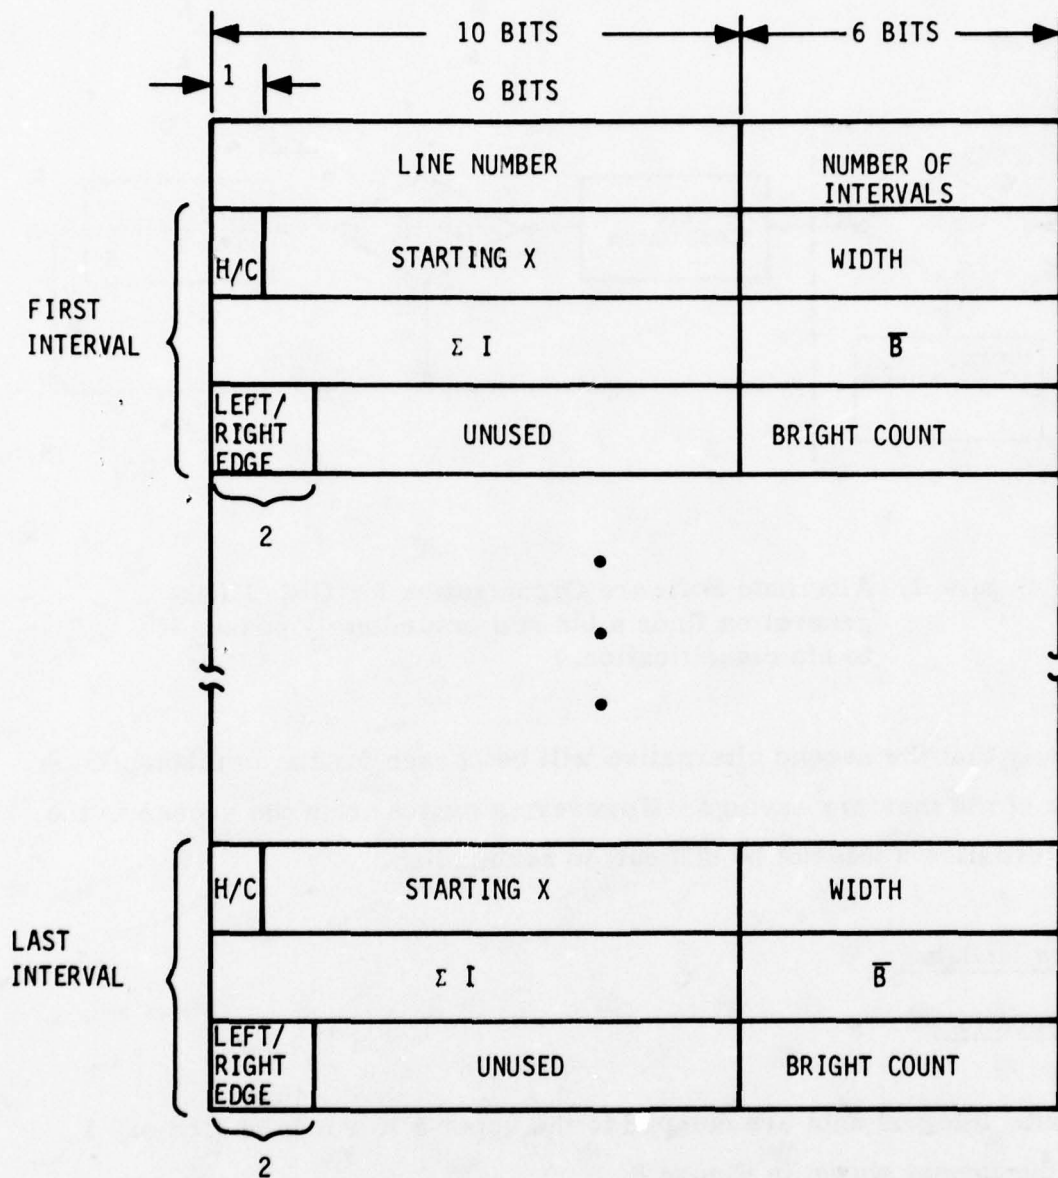 10 BITS 6 BITS
1 6 BITS
LINE NUMBER NUMBER OF
INTERVALS
H/C STARTING X WIDTH
FIRST
INTERVAL
Σ I B̅
LEFT/
RIGHT
EDGE
UNUSED BRIGHT COUNT
2
H/C STARTING X WIDTH
LAST
INTERVAL
Σ I B̅
LEFT/
RIGHT
EDGE
UNUSED BRIGHT COUNT
2